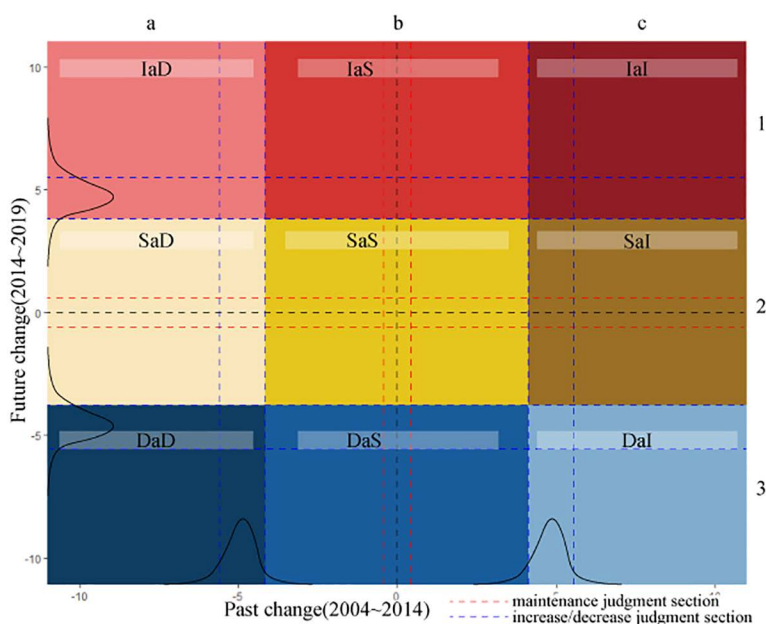 a b c
10 IaD IaS IaI 1
5
SaD SaS SaI
0 2
Future change(2014~2019)
-5 DaD DaS DaI
3
-10
-10 -5 0 5 10
Past change(2004~2014)
maintenance judgment section
increase/decrease judgment section